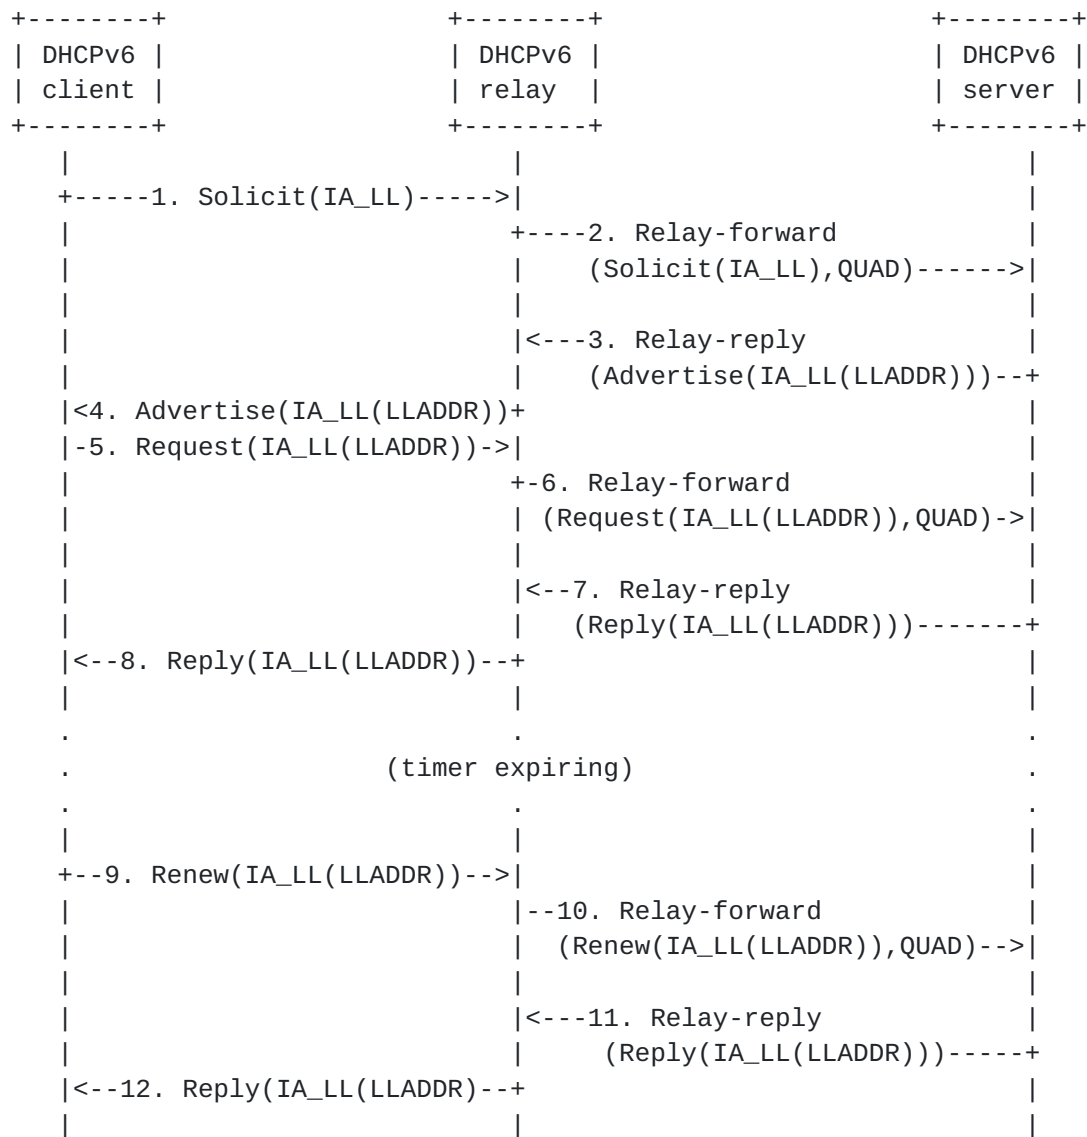 DHCPv6 DHCPv6 DHCPv6
client relay server
1. Solicit(IA_LL)
2. Relay-forward
(Solicit(IA_LL),QUAD)
3. Relay-reply
(Advertise(IA_LL(LLADDR)))
4. Advertise(IA_LL(LLADDR))
5. Request(IA_LL(LLADDR))
6. Relay-forward
(Request(IA_LL(LLADDR)),QUAD)
7. Relay-reply
(Reply(IA_LL(LLADDR)))
8. Reply(IA_LL(LLADDR))
(timer expiring)
9. Renew(IA_LL(LLADDR))
10. Relay-forward
(Renew(IA_LL(LLADDR)),QUAD)
11. Relay-reply
(Reply(IA_LL(LLADDR)))
12. Reply(IA_LL(LLADDR)